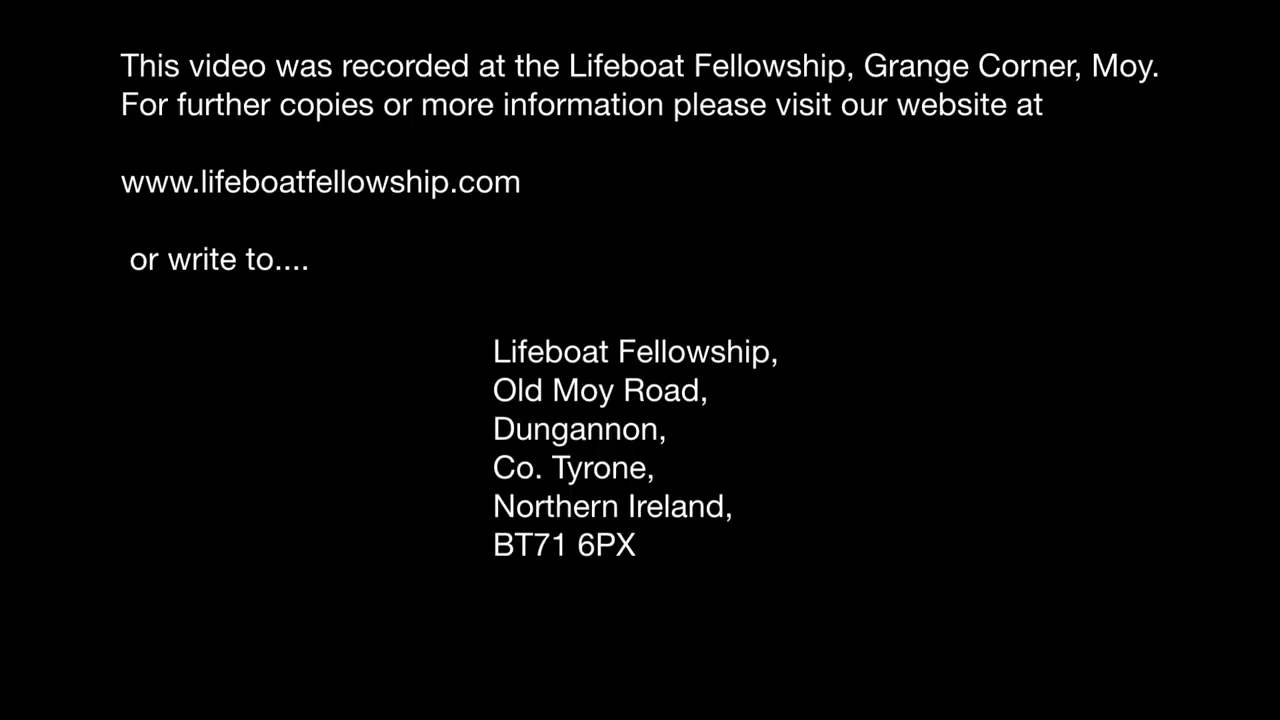 This video was recorded at the Lifeboat Fellowship, Grange Corner, Moy.
For further copies or more information please visit our website at
www.lifeboatfellowship.com
or write to....
Lifeboat Fellowship,
Old Moy Road,
Dungannon,
Co. Tyrone,
Northern Ireland,
BT71 6PX